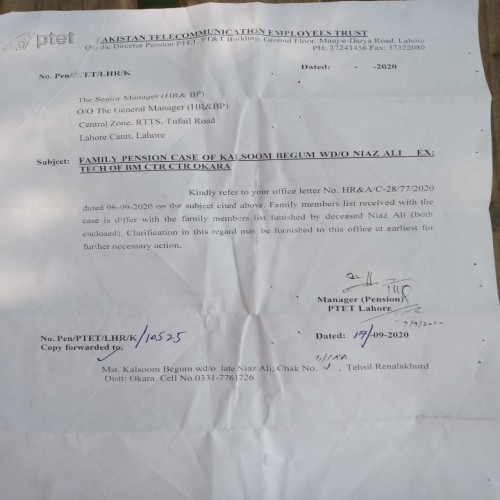 ptet
PAKISTAN TELECOMMUNICATION EMPLOYEES TRUST
O/o the Director Pension PTET, PT&T Building, Ground Floor, Mauj-e-Darya Road, Lahore
PH: 37243456 Fax: 37322080
No. Pen/PTET/LHR/K
Dated: - -2020
The Senior Manager (HR& BP)
O/O The General Manager (HR&BP)
Central Zone, RTTS, Tufail Road
Lahore Cantt, Lahore
Subject: FAMILY PENSION CASE OF KALSOOM BEGUM WD/O NIAZ ALI EX:
TECH OF BM CTR CTR OKARA
Kindly refer to your office letter No. HR&A/C-28/77/2020
dated 96-09-2020 on the subject cited above. Family members list received with the
case is differ with the family members list funished by deceased Niaz Ali (both
enclosed). Clarification in this regard may be furnished to this office at earliest for
further necessary action.
Manager (Pension)
PTET Lahore
No. Pen/PTET/LHR/K/10525
Dated: 17/-09-2020
Copy forwarded to;
Mst. Kalsoom Begum wd/o late Niaz Ali, Chak No. , Tehsil Renalakhurd
Distt: Okara. Cell No.0331-7761726